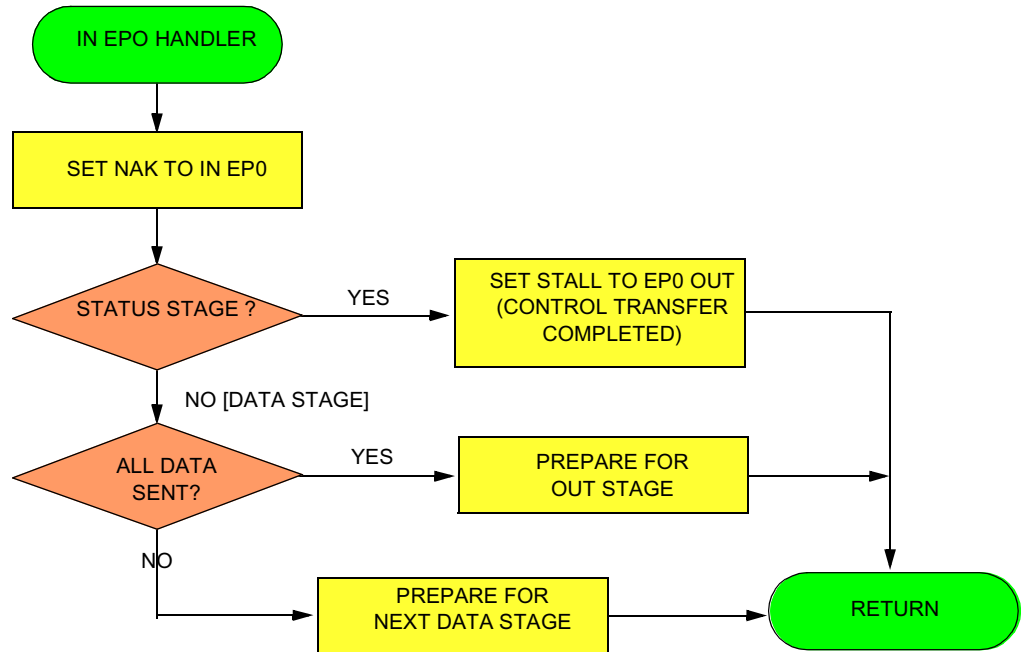 IN EPO HANDLER
SET NAK TO IN EP0
STATUS STAGE ?
YES
SET STALL TO EP0 OUT
(CONTROL TRANSFER
COMPLETED)
NO [DATA STAGE]
ALL DATA
SENT?
YES
PREPARE FOR
OUT STAGE
NO
PREPARE FOR
NEXT DATA STAGE
RETURN